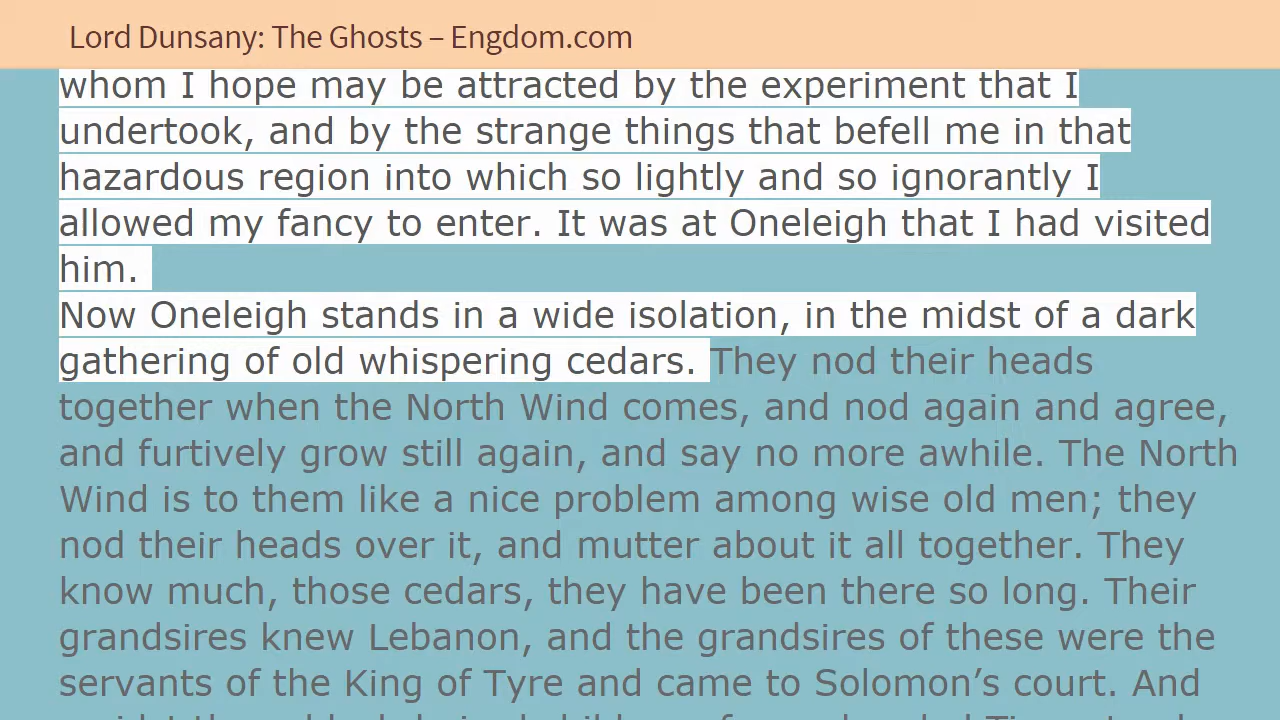 Lord Dunsany: The Ghosts – Engdom.com
whom I hope may be attracted by the experiment that I
undertook, and by the strange things that befell me in that
hazardous region into which so lightly and so ignorantly I
allowed my fancy to enter. It was at Oneleigh that I had visited
him.
Now Oneleigh stands in a wide isolation, in the midst of a dark
gathering of old whispering cedars. They nod their heads
together when the North Wind comes, and nod again and agree,
and furtively grow still again, and say no more awhile. The North
Wind is to them like a nice problem among wise old men; they
nod their heads over it, and mutter about it all together. They
know much, those cedars, they have been there so long. Their
grandsires knew Lebanon, and the grandsires of these were the
servants of the King of Tyre and came to Solomon’s court. And